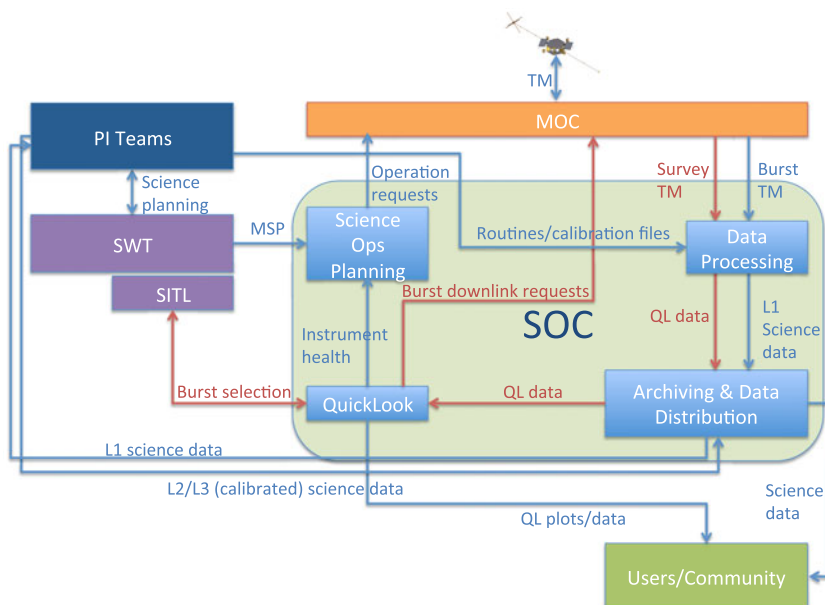 TM
MOC
PI Teams
Science
planning
Operation
requests
Survey
TM
Burst
TM
SWT
MSP
Science
Ops
Planning
Routines/calibration files
Data
Processing
SITL
Burst downlink requests
SOC
Instrument
health
QL data
L1
Science
data
Burst selection
QuickLook
QL data
Archiving & Data
Distribution
L1 science data
L2/L3 (calibrated) science data
Science
data
QL plots/data
Users/Community